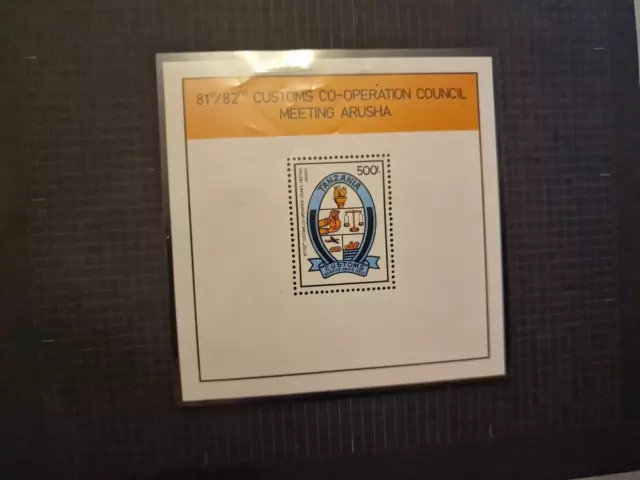 81st/82nd CUSTOMS CO-OPERATION COUNCIL
MEETING ARUSHA
500/-
TANZANIA
CUSTOMS